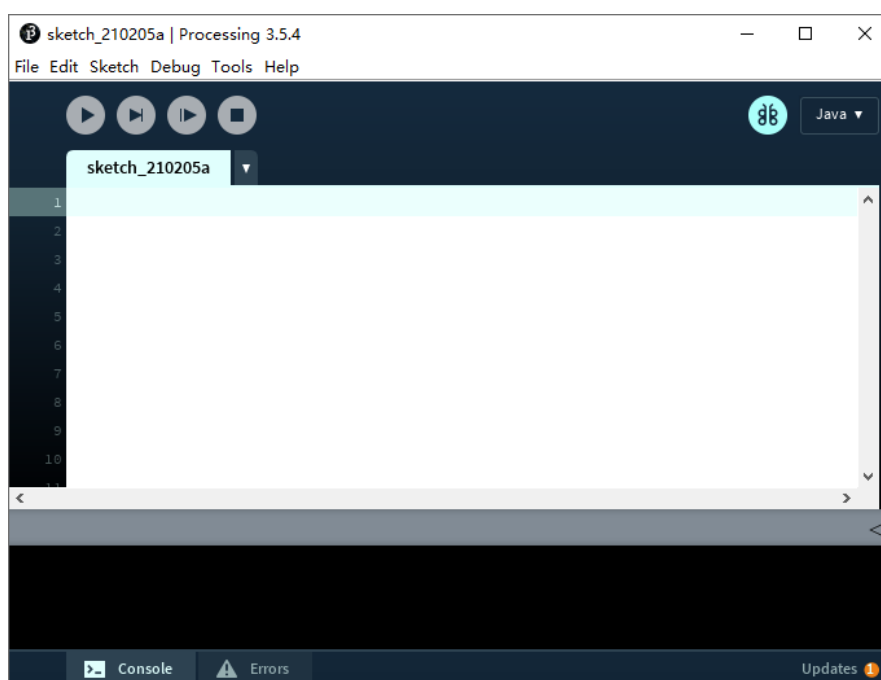 sketch_210205a | Processing 3.5.4
File Edit Sketch Debug Tools Help
Java
sketch_210205a
1
2
3
4
5
6
7
8
9
10
11
Console Errors Updates 1